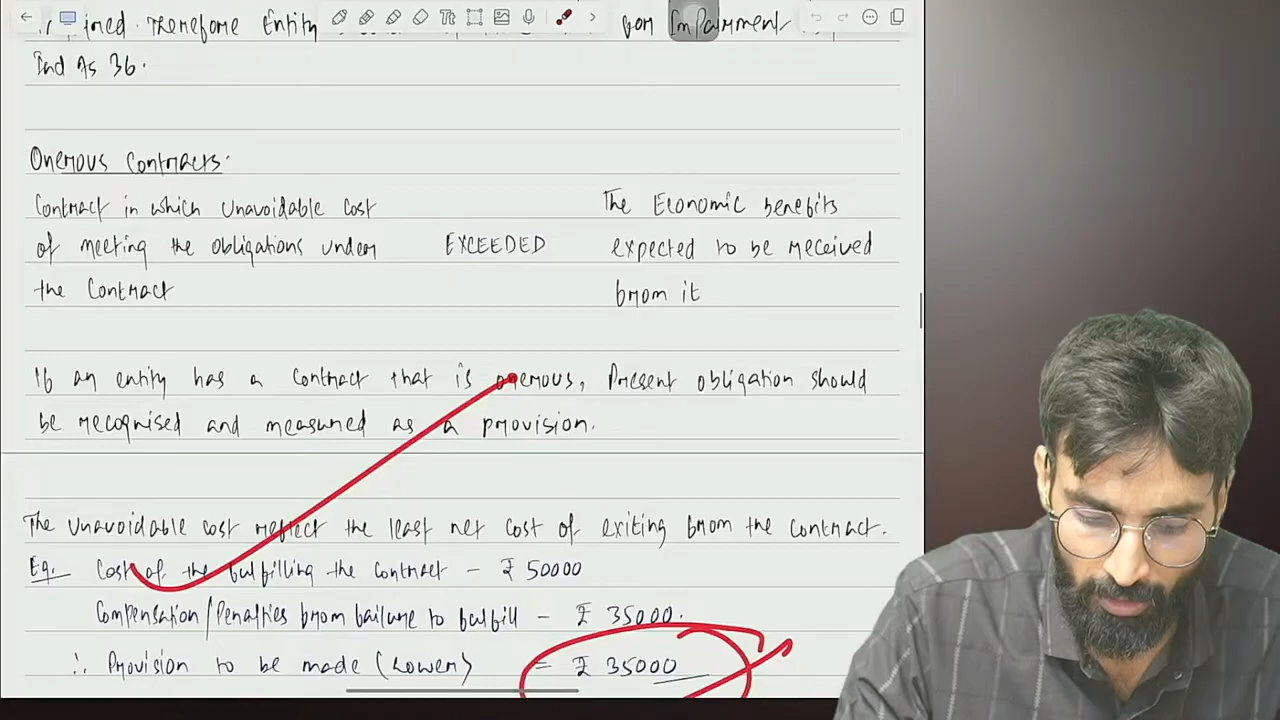 Therefore Entity for Impairment
Ind As 36.
Onerous Contracts:
Contract in which unavoidable cost
of meeting the obligations under
the Contract
EXCEEDED
The Economic benefits
expected to be received
from it
If an entity has a Contract that is onerous, Present obligation should
be recognised and measured as a provision.
The unavoidable cost reflect the least net cost of exiting from the contract.
Eg. Cost of the fulfilling the contract - ₹ 50000
Compensation/Penalties from failure to fulfill - ₹ 35000.
∴ Provision to be made (Lower) = ₹ 35000